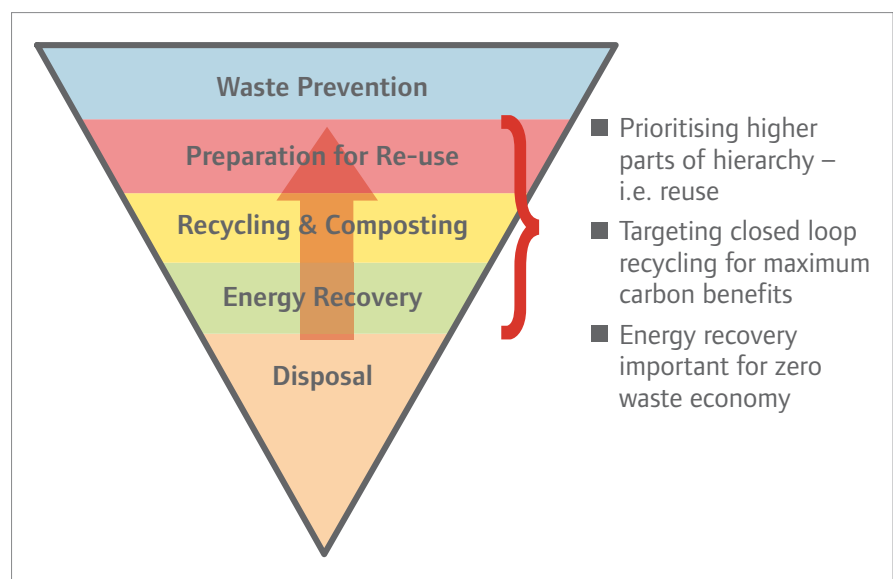 Waste Prevention
Preparation for Re-use
Recycling & Composting
Energy Recovery
Disposal
■ Prioritising higher
parts of hierarchy –
i.e. reuse
■ Targeting closed loop
recycling for maximum
carbon benefits
■ Energy recovery
important for zero
waste economy